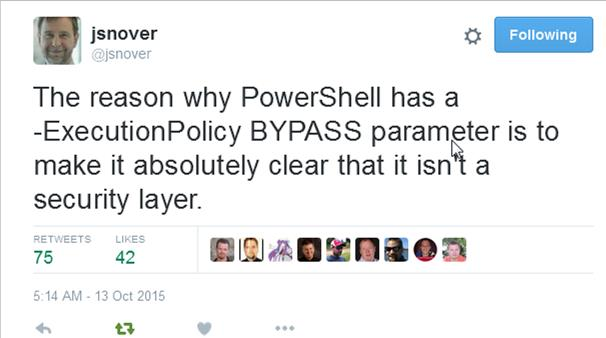 jsnover
@jsnover
Following
The reason why PowerShell has a
-ExecutionPolicy BYPASS parameter is to
make it absolutely clear that it isn't a
security layer.
RETWEETS LIKES
75 42
5:14 AM - 13 Oct 2015